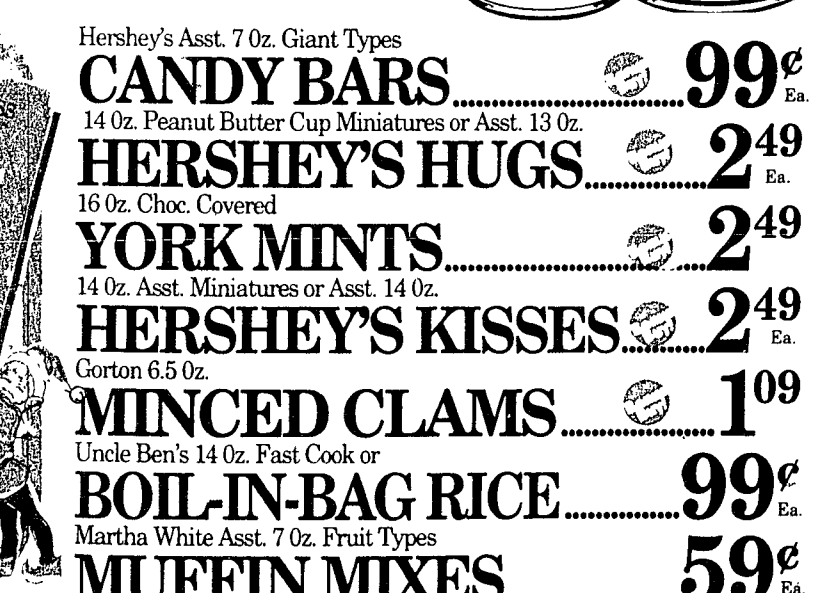 Hershey's Asst. 7 Oz. Giant Types
CANDY BARS 99¢ Ea.
14 Oz. Peanut Butter Cup Miniatures or Asst. 13 Oz.
HERSHEY'S HUGS 2 49 Ea.
16 Oz. Choc. Covered
YORK MINTS 2 49
14 Oz. Asst. Miniatures or Asst. 14 Oz.
HERSHEY'S KISSES 2 49 Ea.
Gorton 6.5 Oz.
MINCED CLAMS 1 09
Uncle Ben's 14 Oz. Fast Cook or
BOIL-IN-BAG RICE 99¢ Ea.
Martha White Asst. 7 Oz. Fruit Types
MUFFIN MIXES 59¢ Ea.